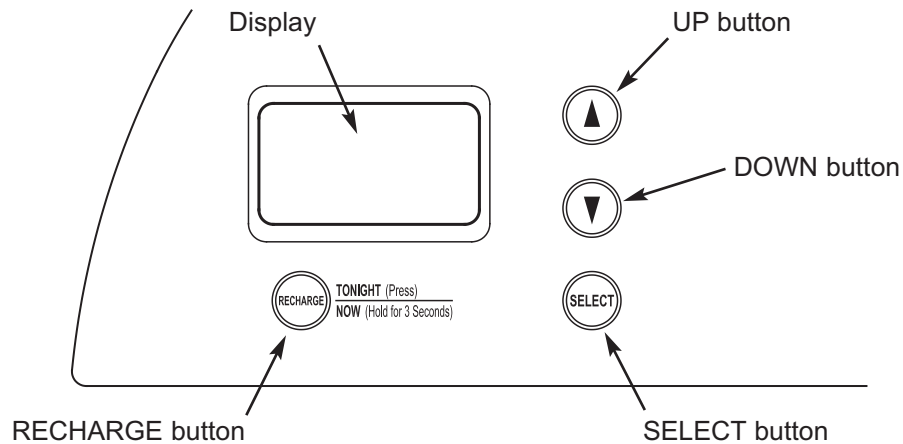 Display
UP button
DOWN button
RECHARGE
TONIGHT (Press)
NOW (Hold for 3 Seconds)
SELECT
RECHARGE button
SELECT button